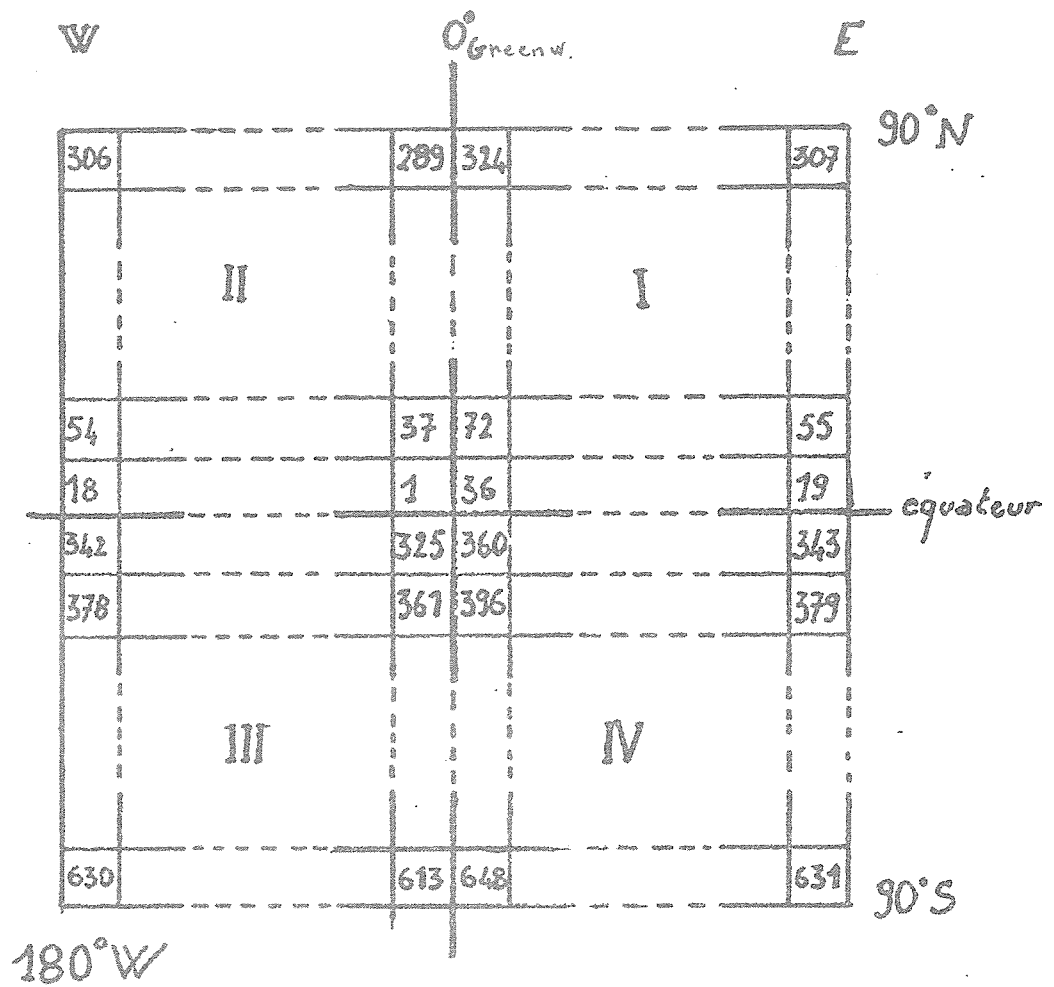 W 0° Greenw. E
90°N
306 289 324 307
II I
54 37 72 55
18 1 36 19
équateur
342 325 360 343
378 361 396 379
III IV
630 613 648 631
90°S
180°W